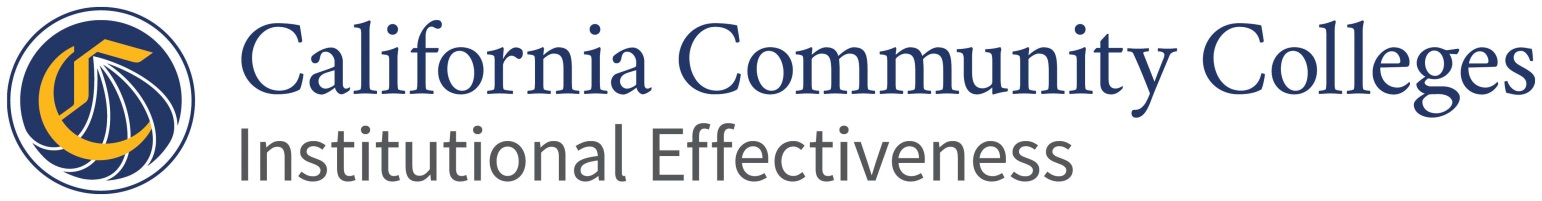 California Community Colleges
Institutional Effectiveness